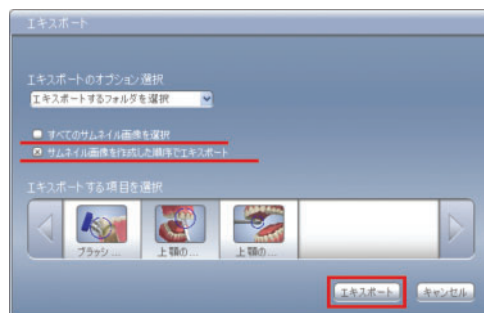 エキスポート
エキスポートのオプション選択
エキスポートするフォルダを選択
すべてのサムネイル画像を選択
サムネイル画像を作成した順序でエキスポート
エキスポートする項目を選択
ブラッシ... 上顎の... 上顎の...
エキスポート キャンセル